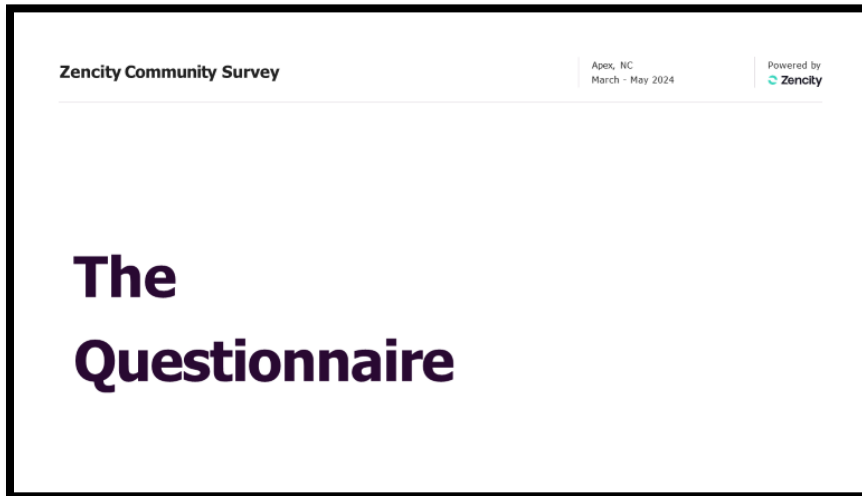 Zencity Community Survey
Apex, NC
March - May 2024
Powered by
Zencity
The
Questionnaire